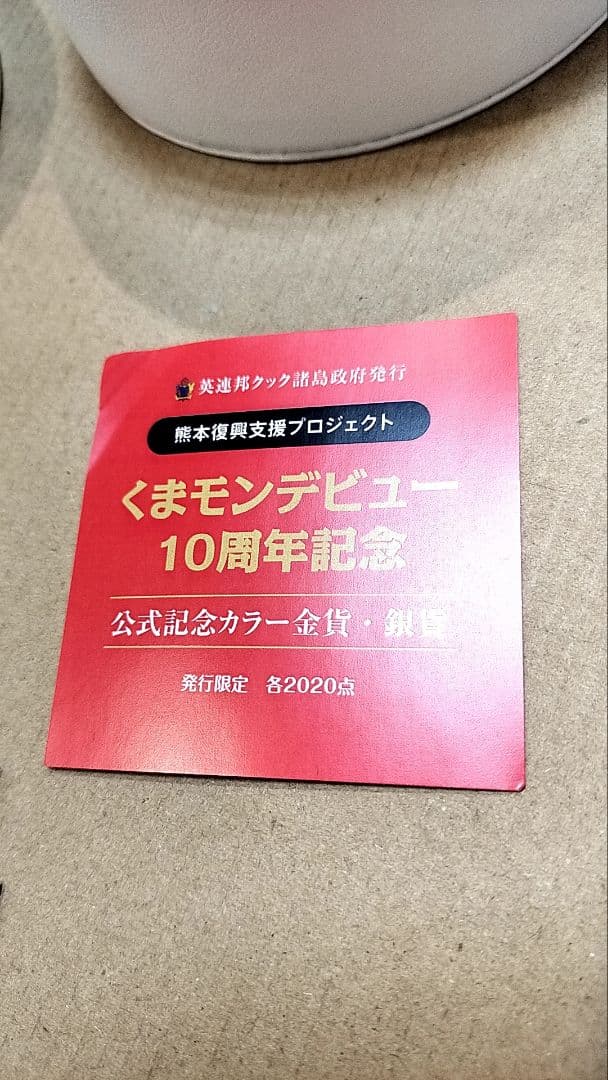 英連邦クック諸島政府発行
熊本復興支援プロジェクト
くまモンデビュー
10周年記念
公式記念カラー金貨・銀貨
発行限定 各2020点